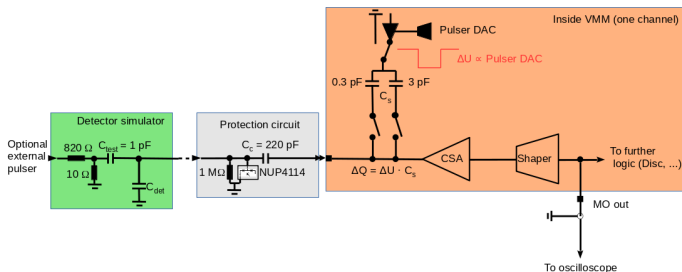 Inside VMM (one channel)
Pulser DAC
ΔU ∝ Pulser DAC
0.3 pF
3 pF
Cs
Detector simulator
Protection circuit
Optional
external
pulser
820 Ω
Ctest = 1 pF
10 Ω
Cdet
Cc = 220 pF
1 MΩ
NUP4114
ΔQ = ΔU · Cs
CSA
Shaper
To further
logic (Disc, ...)
MO out
To oscilloscope